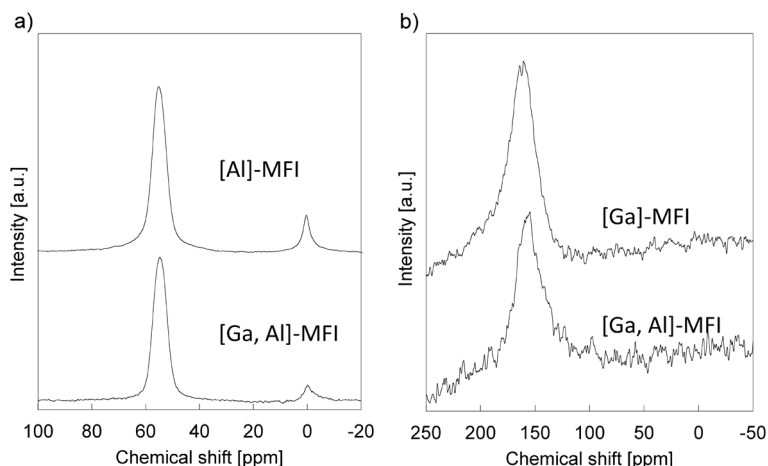 a)
Intensity [a.u.]
[Al]-MFI
[Ga, Al]-MFI
100 80 60 40 20 0 -20
Chemical shift [ppm]
b)
Intensity [a.u.]
[Ga]-MFI
[Ga, Al]-MFI
250 200 150 100 50 0 -50
Chemical shift [ppm]